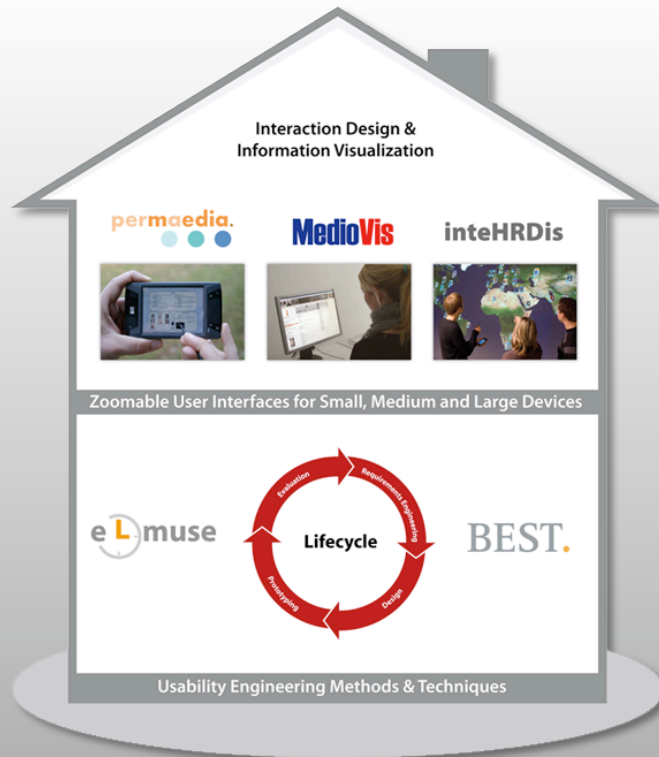 Interaction Design &
Information Visualization
permaedia.
MedioVis
inteHRDis
Zoomable User Interfaces for Small, Medium and Large Devices
eLmuse
Lifecycle
Evaluation
Requirements Engineering
Design
Prototyping
BEST.
Usability Engineering Methods & Techniques